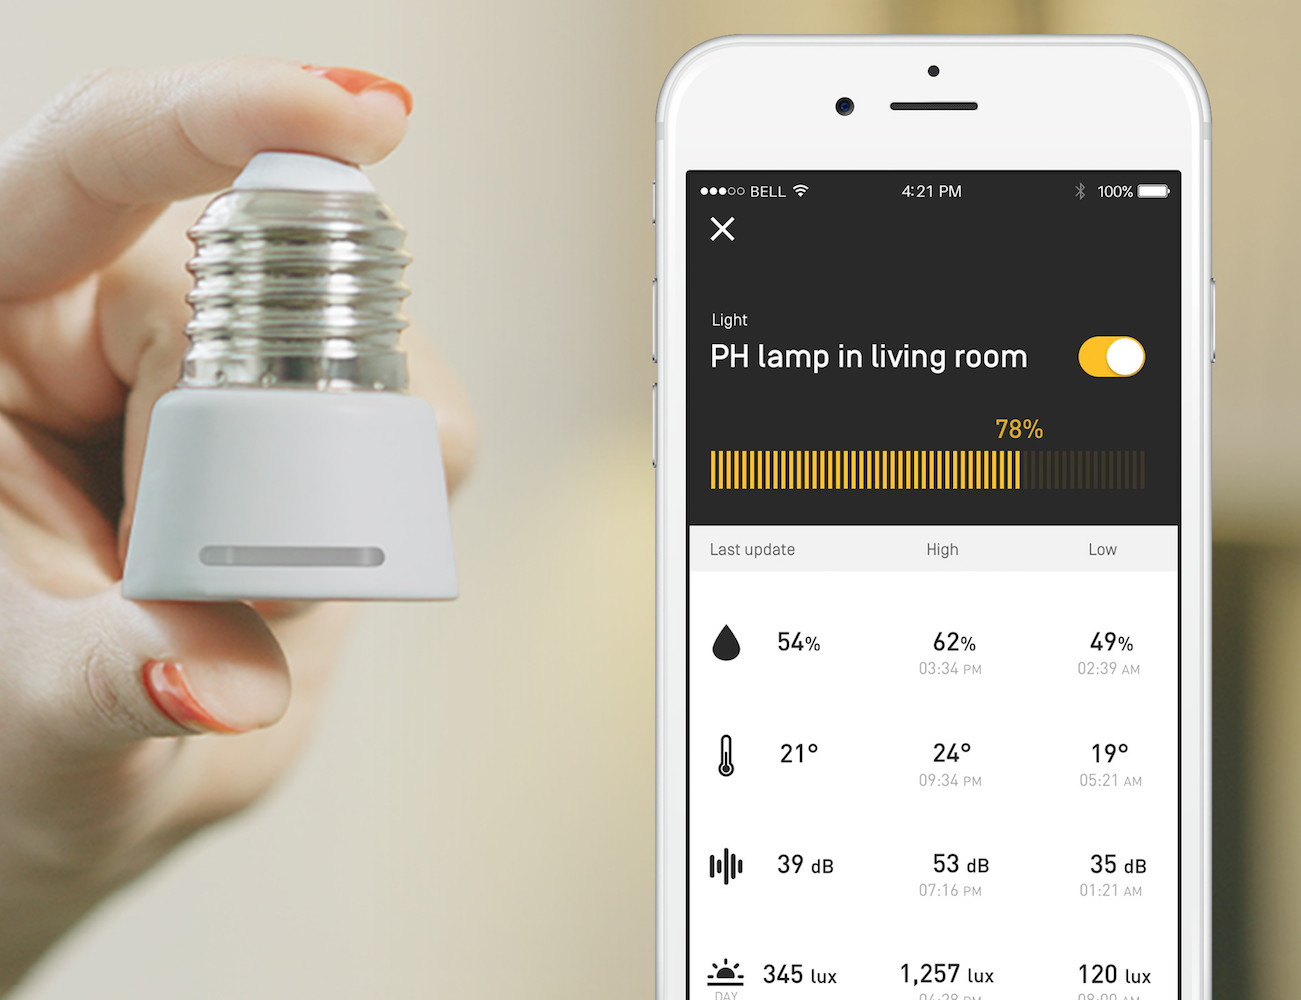 BELL 4:21 PM 100%
Light
PH lamp in living room
78%
Last update High Low
54% 62% 49%
03:34 PM 02:39 AM
21° 24° 19°
09:34 PM 05:21 AM
39 dB 53 dB 35 dB
07:16 PM 01:21 AM
345 lux 1,257 lux 120 lux
DAY